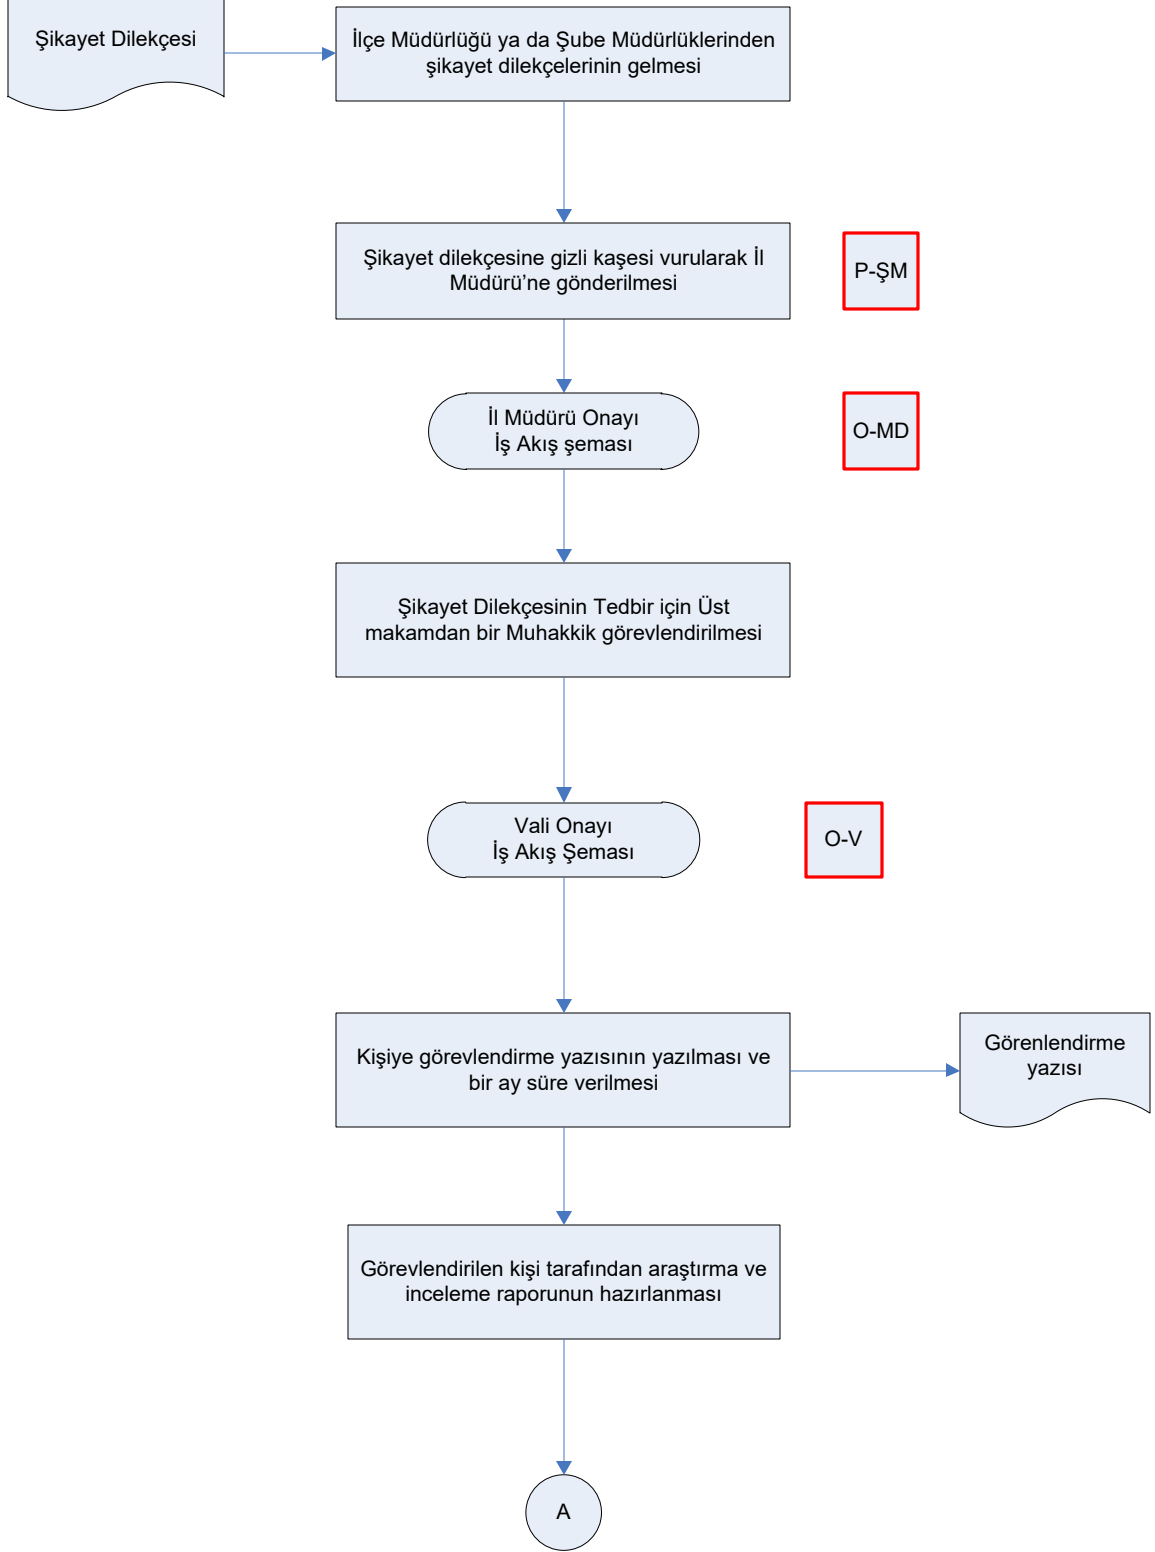 Şikayet Dilekçesi
İlçe Müdürlüğü ya da Şube Müdürlüklerinden
şikayet dilekçelerinin gelmesi
Şikayet dilekçesine gizli kaşesi vurularak İl
Müdürü’ne gönderilmesi
P-ŞM
İl Müdürü Onayı
İş Akış şeması
O-MD
Şikayet Dilekçesinin Tedbir için Üst
makamdan bir Muhakkik görevlendirilmesi
Vali Onayı
İş Akış Şeması
O-V
Kişiye görevlendirme yazısının yazılması ve
bir ay süre verilmesi
Görenlendirme
yazısı
Görevlendirilen kişi tarafından araştırma ve
inceleme raporunun hazırlanması
A